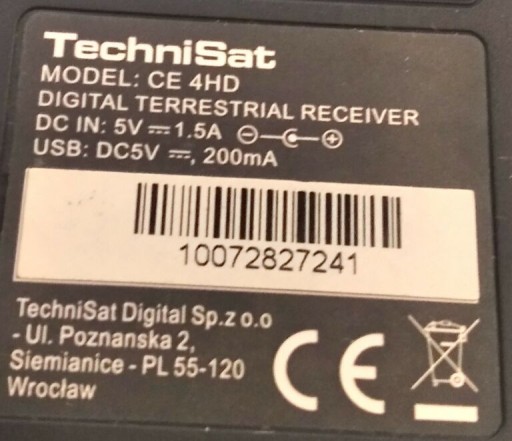 TechniSat
MODEL: CE 4HD
DIGITAL TERRESTRIAL RECEIVER
DC IN: 5V ⎓ 1.5A
USB: DC5V ⎓, 200mA
10072827241
TechniSat Digital Sp.z o.o
- Ul. Poznanska 2,
Siemianice - PL 55-120
Wrocław
CE